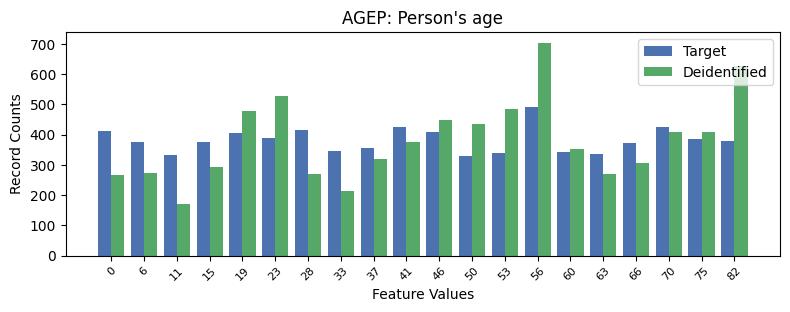 AGEP: Person's age
700
600
500
400
300
200
100
0
Record Counts
Target
Deidentified
0 6 11 15 19 23 28 33 37 41 46 50 53 56 60 63 66 70 75 82
Feature Values